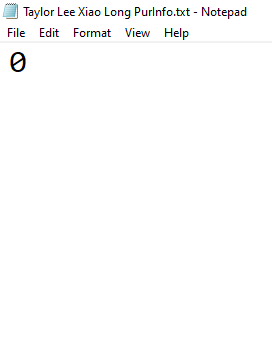 Taylor Lee Xiao Long PurInfo.txt - Notepad
File Edit Format View Help
0